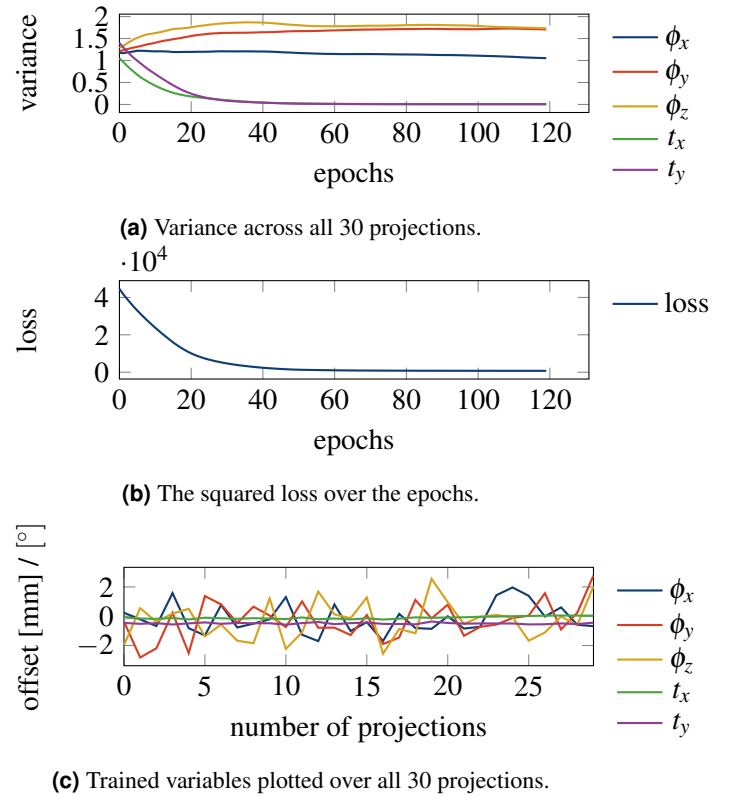 variance
0
0.5
1
1.5
2
0 20 40 60 80 100 120
epochs
ϕx
ϕy
ϕz
tx
ty
(a) Variance across all 30 projections.
·10⁴
loss
0
2
4
0 20 40 60 80 100 120
epochs
loss
(b) The squared loss over the epochs.
offset [mm] / [°]
−2
0
2
0 5 10 15 20 25
number of projections
ϕx
ϕy
ϕz
tx
ty
(c) Trained variables plotted over all 30 projections.